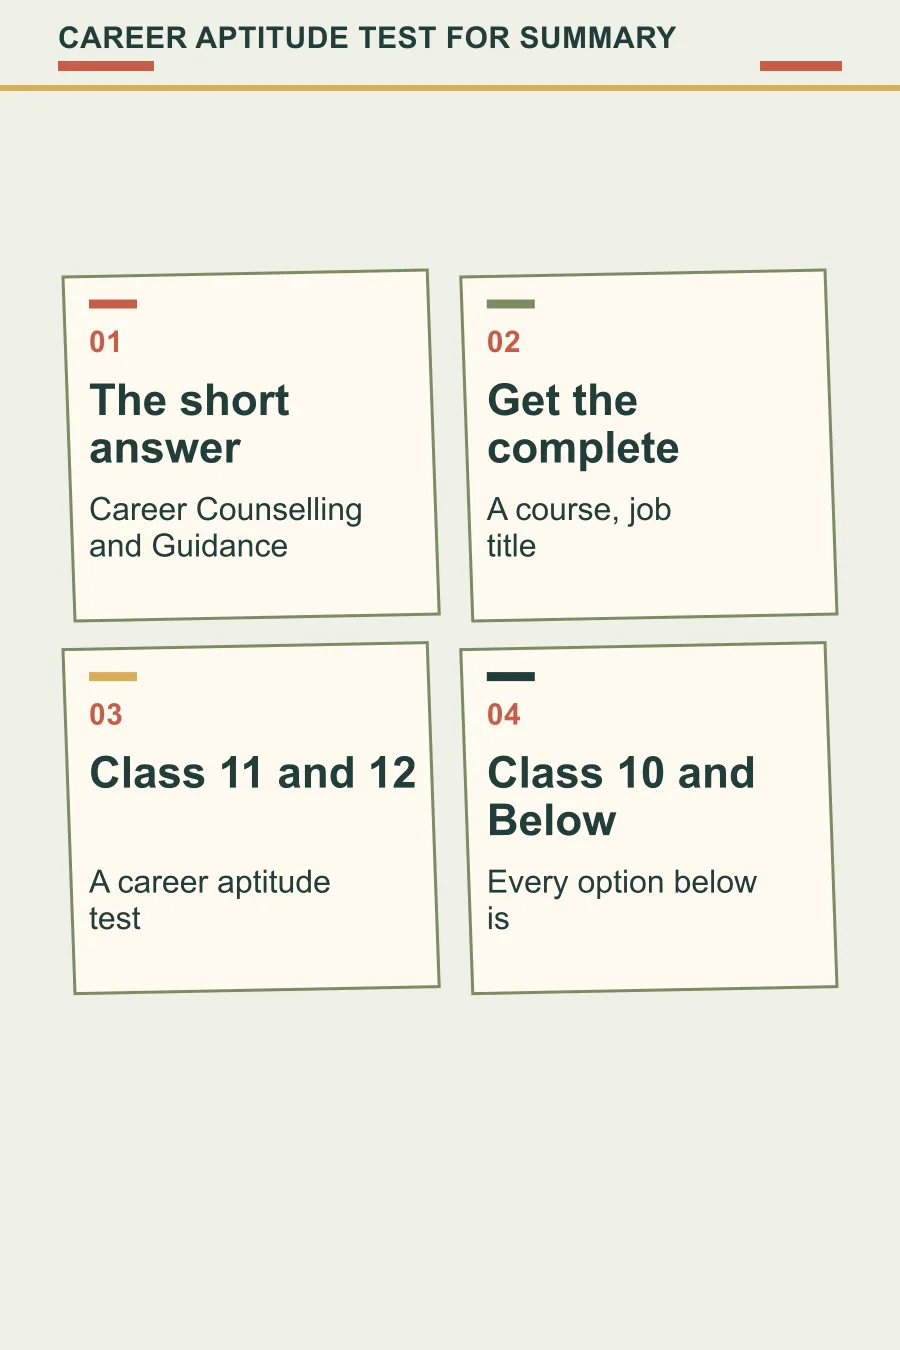 CAREER APTITUDE TEST FOR SUMMARY
01
The short
answer
Career Counselling
and Guidance
02
Get the
complete
A course, job
title
03
Class 11 and 12
A career aptitude
test
04
Class 10 and
Below
Every option below
is